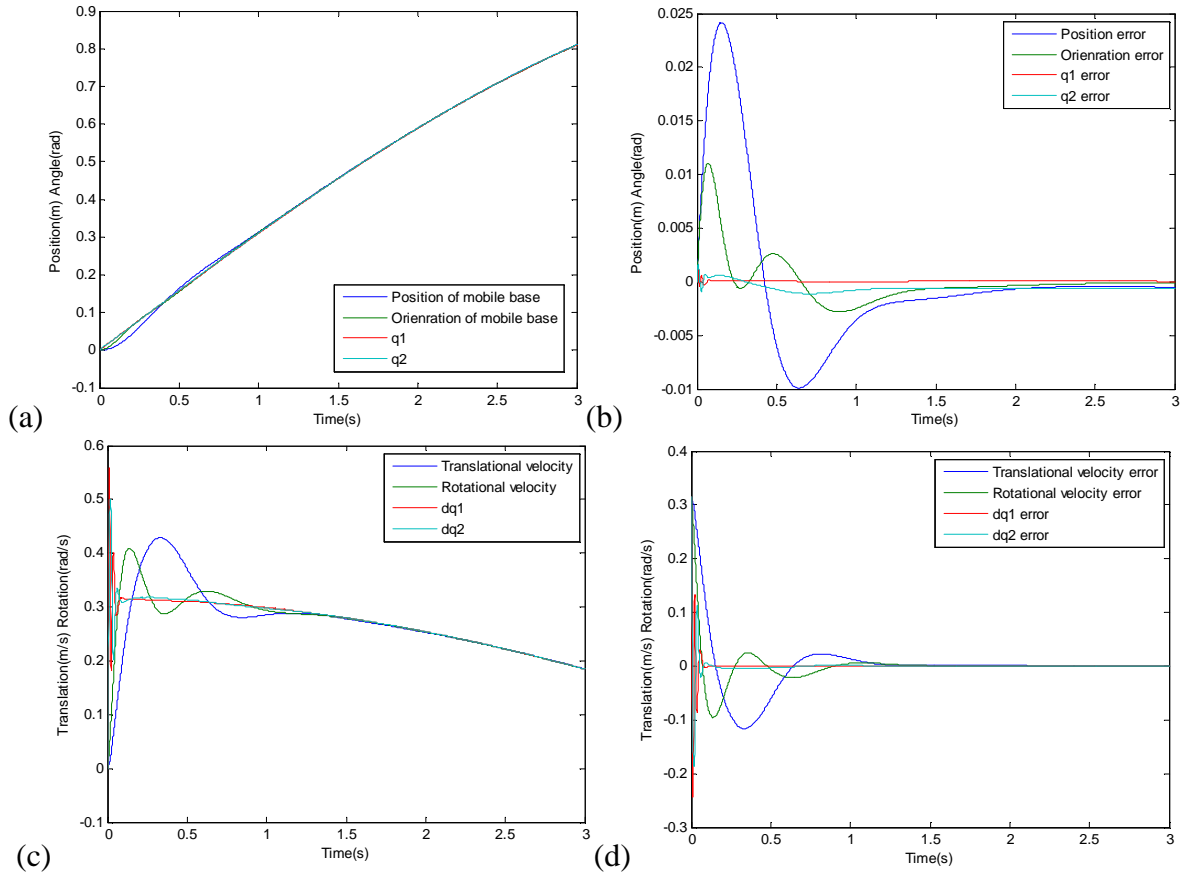 0.9
0.8
0.7
0.6
0.5
0.4
0.3
0.2
0.1
0
-0.1
Position(m) Angle(rad)
0 0.5 1 1.5 2 2.5 3
Time(s)
Position of mobile base
Orienration of mobile base
q1
q2
(a)
0.025
0.02
0.015
0.01
0.005
0
-0.005
-0.01
Position(m) Angle(rad)
0 0.5 1 1.5 2 2.5 3
Time(s)
Position error
Orienration error
q1 error
q2 error
(b)
0.6
0.5
0.4
0.3
0.2
0.1
0
-0.1
Translation(m/s) Rotation(rad/s)
0 0.5 1 1.5 2 2.5 3
Time(s)
Translational velocity
Rotational velocity
dq1
dq2
(c)
0.4
0.3
0.2
0.1
0
-0.1
-0.2
-0.3
Translation(m/s) Rotation(rad/s)
0 0.5 1 1.5 2 2.5 3
Time(s)
Translational velocity error
Rotational velocity error
dq1 error
dq2 error
(d)